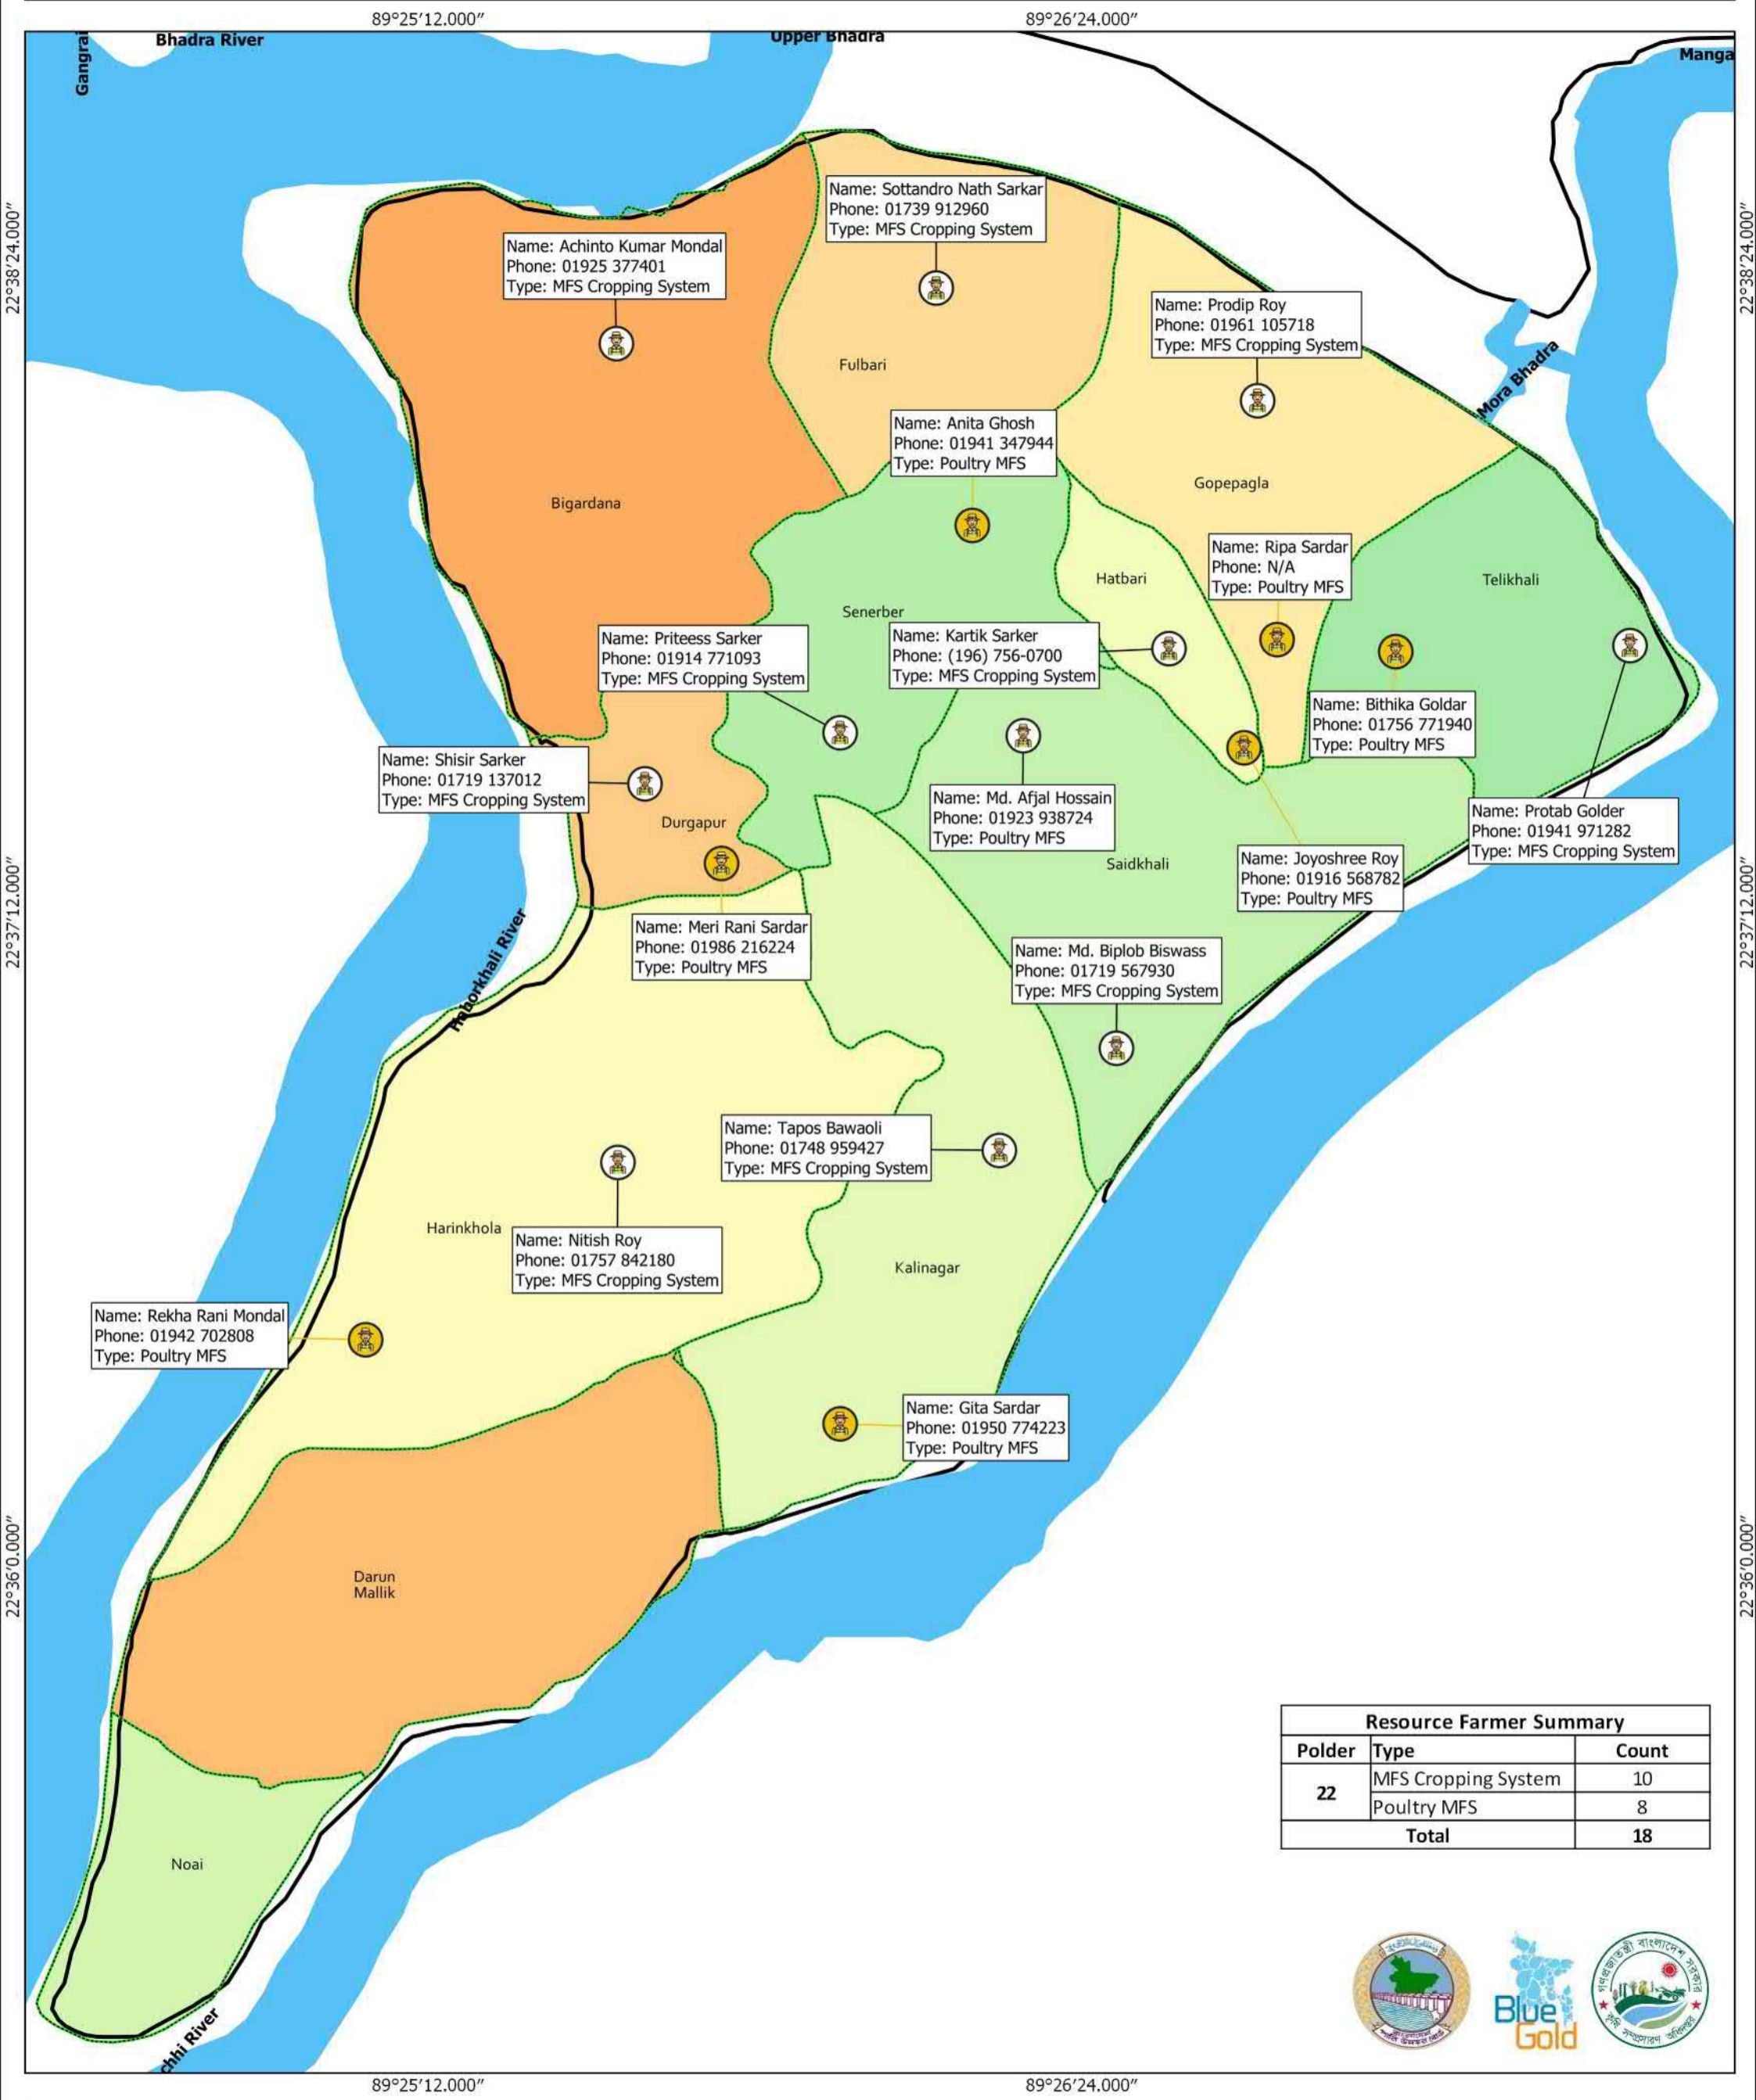 89°25′12.000″
89°26′24.000″
Gangrai
Bhadra River
Upper Bhadra
Manga
22°38′24.000″
22°38′24.000″
Name: Sottandro Nath Sarkar
Phone: 01739 912960
Type: MFS Cropping System
Name: Achinto Kumar Mondal
Phone: 01925 377401
Type: MFS Cropping System
Name: Prodip Roy
Phone: 01961 105718
Type: MFS Cropping System
Mora Bhadra
Fulbari
Name: Anita Ghosh
Phone: 01941 347944
Type: Poultry MFS
Gopepagla
Bigardana
Name: Ripa Sardar
Phone: N/A
Type: Poultry MFS
Hatbari
Telikhali
Senerber
Name: Priteess Sarker
Phone: 01914 771093
Type: MFS Cropping System
Name: Kartik Sarker
Phone: (196) 756-0700
Type: MFS Cropping System
Name: Bithika Goldar
Phone: 01756 771940
Type: Poultry MFS
Name: Shisir Sarker
Phone: 01719 137012
Type: MFS Cropping System
Name: Md. Afjal Hossain
Phone: 01923 938724
Type: Poultry MFS
Name: Protab Golder
Phone: 01941 971282
Type: MFS Cropping System
Durgapur
Saidkhali
Name: Joyoshree Roy
Phone: 01916 568782
Type: Poultry MFS
22°37′12.000″
22°37′12.000″
Name: Meri Rani Sardar
Phone: 01986 216224
Type: Poultry MFS
Haborkhali River
Name: Md. Biplob Biswass
Phone: 01719 567930
Type: MFS Cropping System
Name: Tapos Bawaoli
Phone: 01748 959427
Type: MFS Cropping System
Harinkhola
Name: Nitish Roy
Phone: 01757 842180
Type: MFS Cropping System
Kalinagar
Name: Rekha Rani Mondal
Phone: 01942 702808
Type: Poultry MFS
Name: Gita Sardar
Phone: 01950 774223
Type: Poultry MFS
22°36′0.000″
22°36′0.000″
Darun
Mallik
Resource Farmer Summary
Polder Type Count
22 MFS Cropping System 10
Poultry MFS 8
Total 18
Noai
chhi River
Blue
Gold
গণপ্রজাতন্ত্রী বাংলাদেশ সরকার
কৃষি সম্প্রসারণ অধিদপ্তর
89°25′12.000″
89°26′24.000″